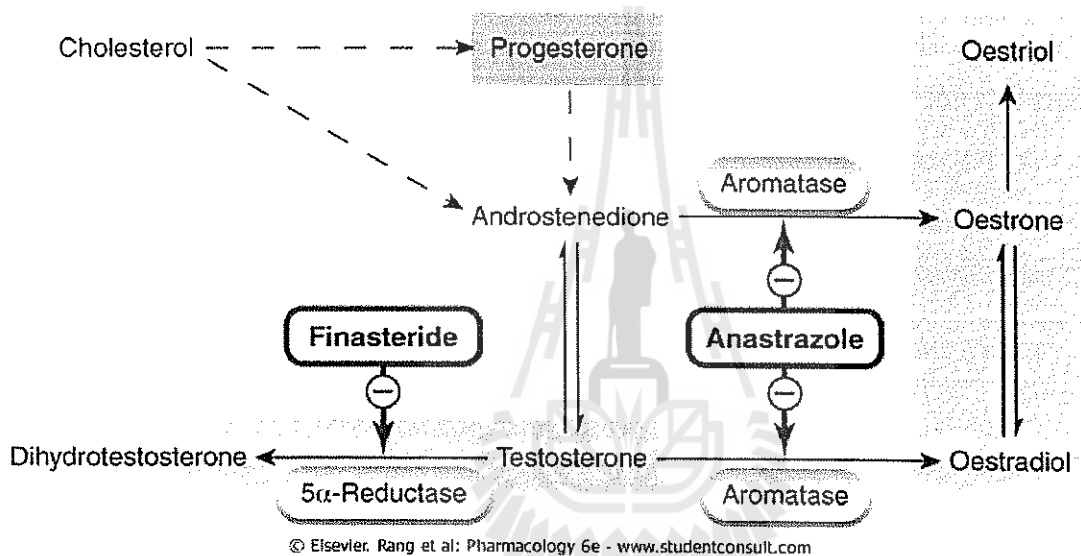 Cholesterol
Progesterone
Oestriol
Aromatase
Androstenedione
Oestrone
Finasteride
Anastrazole
−
−
−
Dihydrotestosterone
Testosterone
Oestradiol
5α-Reductase
Aromatase
© Elsevier. Rang et al: Pharmacology 6e - www.studentconsult.com